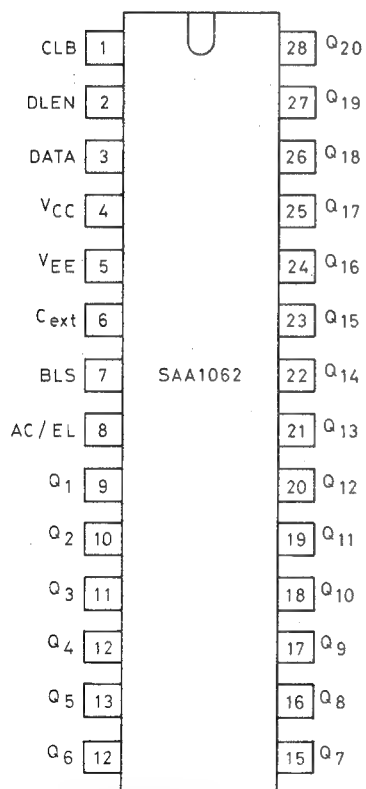 CLB 1 28 Q20
DLEN 2 27 Q19
DATA 3 26 Q18
VCC 4 25 Q17
VEE 5 24 Q16
Cext 6 23 Q15
BLS 7 SAA1062 22 Q14
AC/EL 8 21 Q13
Q1 9 20 Q12
Q2 10 19 Q11
Q3 11 18 Q10
Q4 12 17 Q9
Q5 13 16 Q8
Q6 12 15 Q7